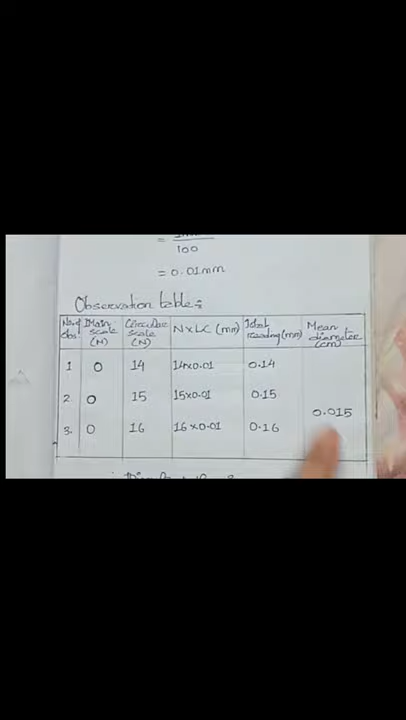 100
= 0.01mm
Observation table:-
No. of obs. Main scale (N) Circular scale (N) N×LC (mm) Total reading (mm) Mean diameter (cm)
1 0 14 14×0.01 0.14
2. 0 15 15×0.01 0.15
0.015
3. 0 16 16×0.01 0.16